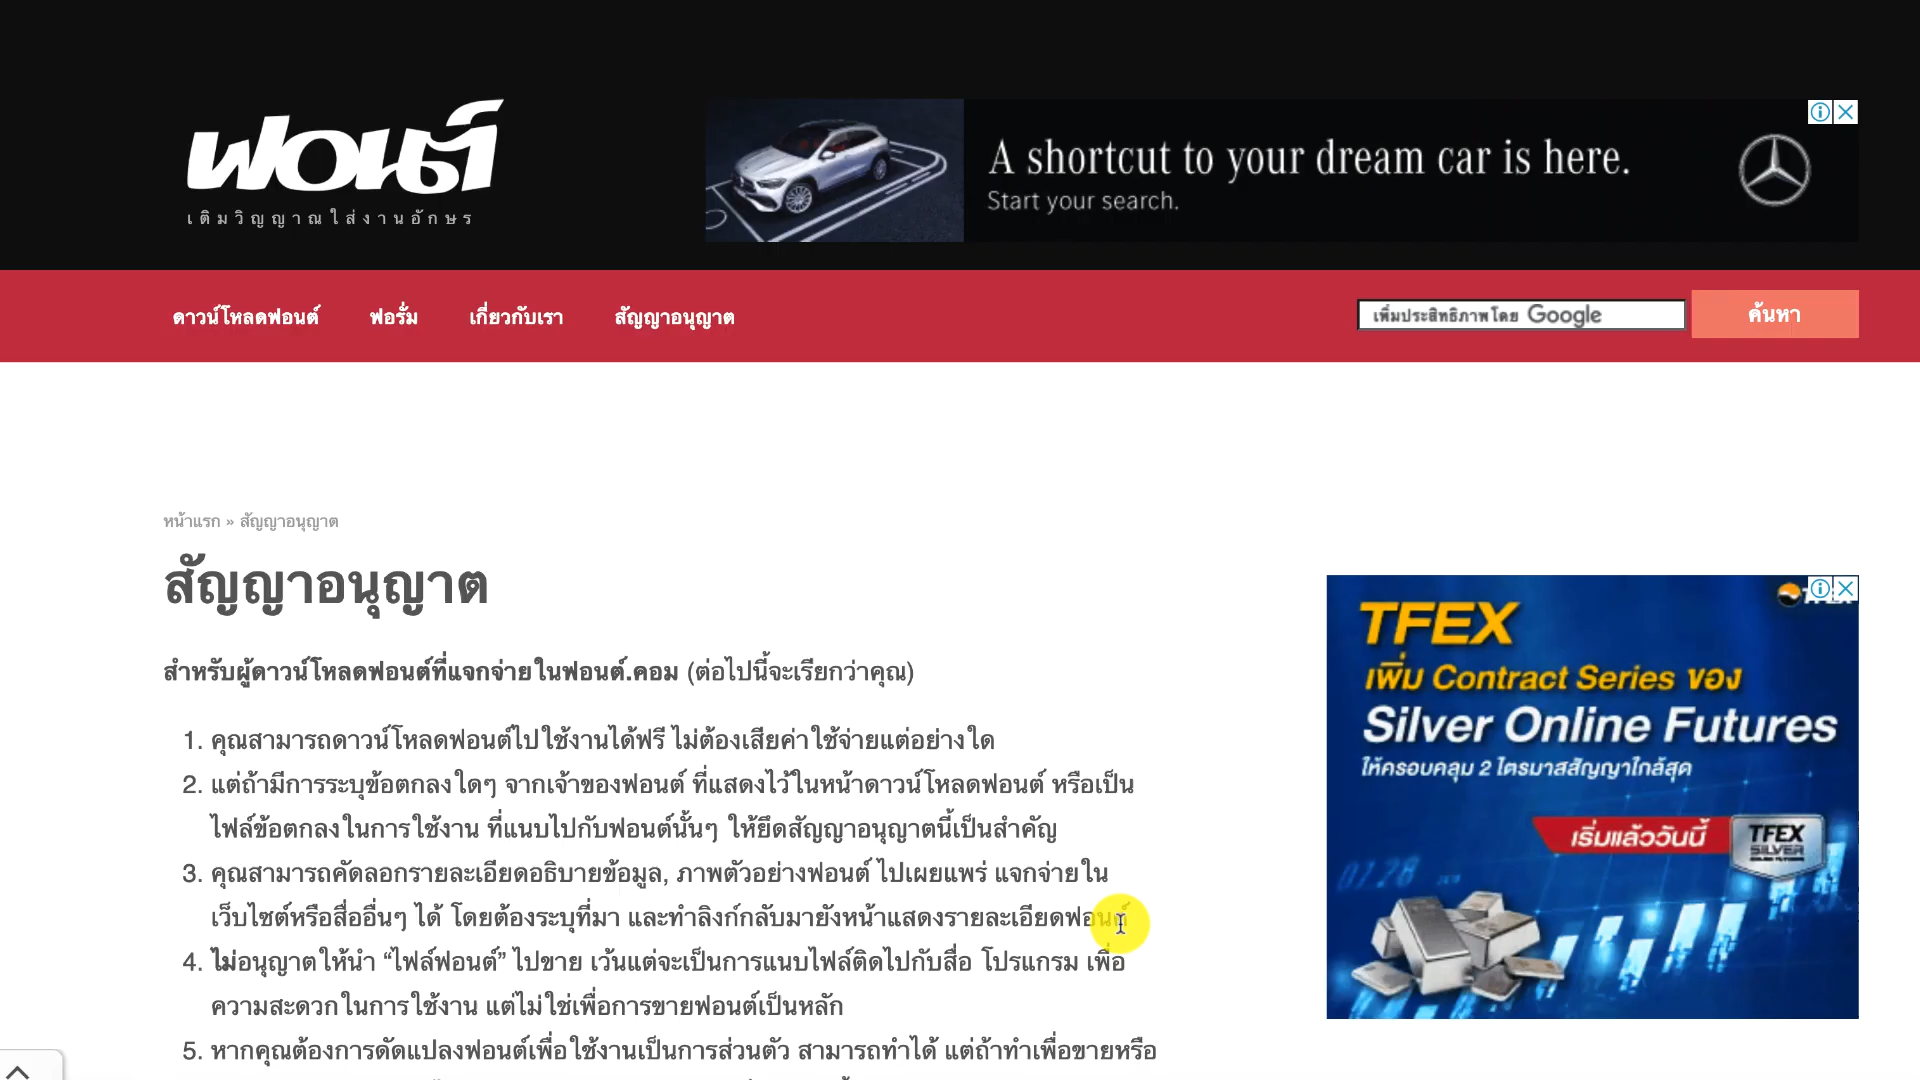 ฟอนต์
เติมวิญญาณใส่งานอักษร
A shortcut to your dream car is here.
Start your search.
ดาวน์โหลดฟอนต์ ฟอรั่ม เกี่ยวกับเรา สัญญาอนุญาต
เพิ่มประสิทธิภาพโดย Google ค้นหา
หน้าแรก » สัญญาอนุญาต
สัญญาอนุญาต
สำหรับผู้ดาวน์โหลดฟอนต์ที่แจกจ่ายในฟอนต์.คอม (ต่อไปนี้จะเรียกว่าคุณ)
1. คุณสามารถดาวน์โหลดฟอนต์ไปใช้งานได้ฟรี ไม่ต้องเสียค่าใช้จ่ายแต่อย่างใด
2. แต่ถ้ามีการระบุข้อตกลงใดๆ จากเจ้าของฟอนต์ ที่แสดงไว้ในหน้าดาวน์โหลดฟอนต์ หรือเป็น
ไฟล์ข้อตกลงในการใช้งาน ที่แนบไปกับฟอนต์นั้นๆ ให้ยึดสัญญาอนุญาตนี้เป็นสำคัญ
3. คุณสามารถคัดลอกรายละเอียดอธิบายข้อมูล, ภาพตัวอย่างฟอนต์ ไปเผยแพร่ แจกจ่ายใน
เว็บไซต์หรือสื่ออื่นๆ ได้ โดยต้องระบุที่มา และทำลิงก์กลับมายังหน้าแสดงรายละเอียดฟอนต์
4. ไม่อนุญาตให้นำ “ไฟล์ฟอนต์” ไปขาย เว้นแต่จะเป็นการแนบไฟล์ติดไปกับสื่อ โปรแกรม เพื่อ
ความสะดวกในการใช้งาน แต่ไม่ใช่เพื่อการขายฟอนต์เป็นหลัก
5. หากคุณต้องการดัดแปลงฟอนต์เพื่อใช้งานเป็นการส่วนตัว สามารถทำได้ แต่ถ้าทำเพื่อขายหรือ
TFEX
เพิ่ม Contract Series ของ
Silver Online Futures
ให้ครอบคลุม 2 ไตรมาสสัญญาใกล้สุด
เริ่มแล้ววันนี้
TFEX
SILVER